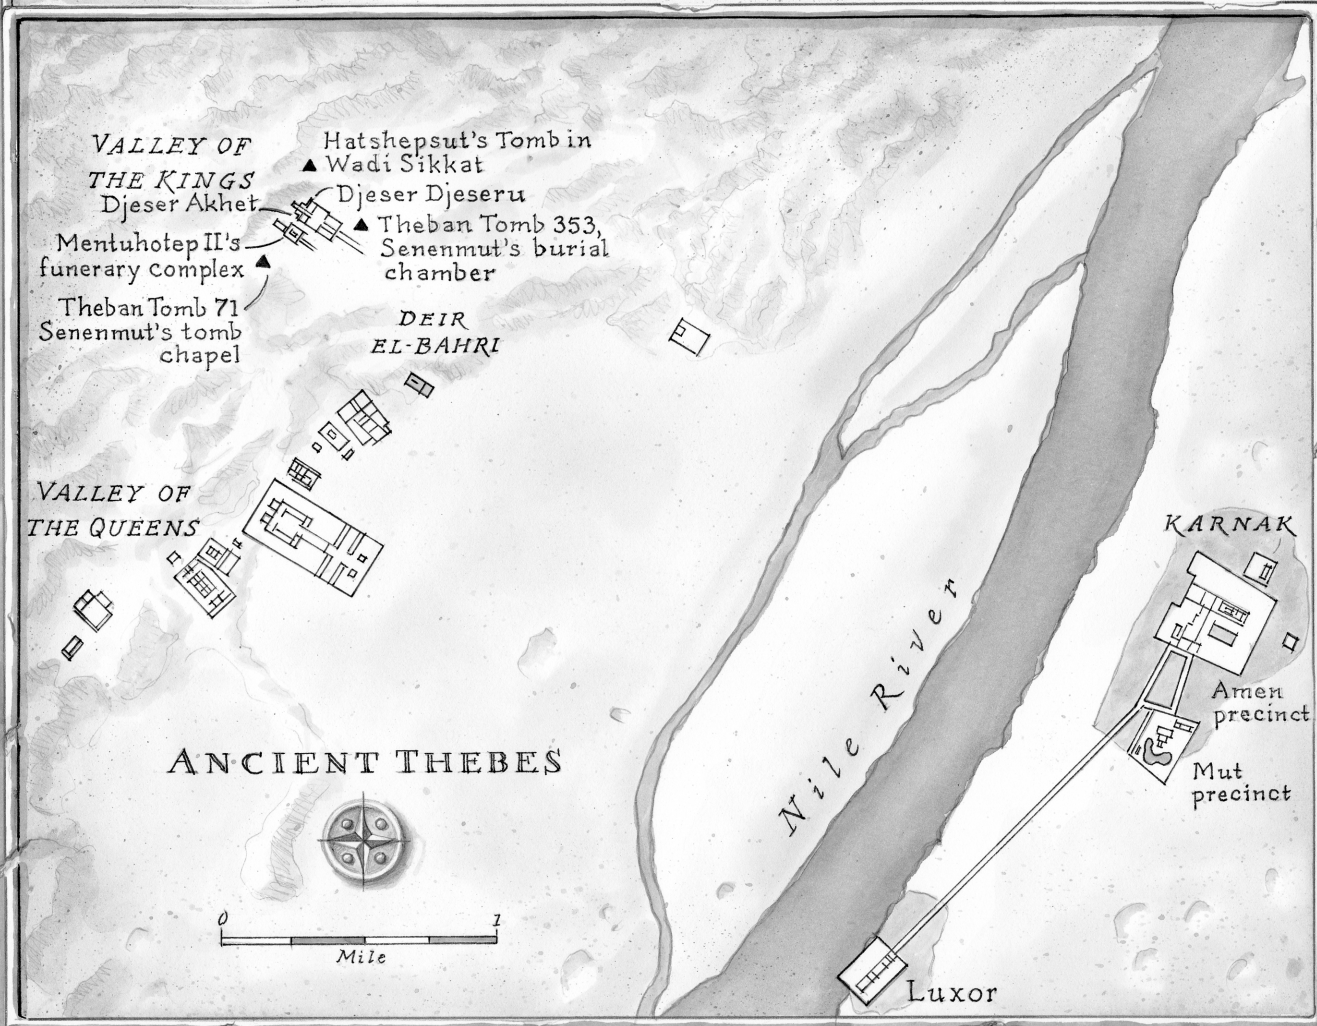 VALLEY OF
THE KINGS
Hatshepsut's Tomb in
Wadi Sikkat
Djeser Djeseru
Djeser Akhet
Theban Tomb 353,
Senenmut's burial
chamber
Mentuhotep II's
funerary complex
Theban Tomb 71
Senenmut's tomb
chapel
DEIR
EL-BAHRI
VALLEY OF
THE QUEENS
KARNAK
Amen
precinct
Mut
precinct
Nile River
ANCIENT THEBES
0 1
Mile
Luxor